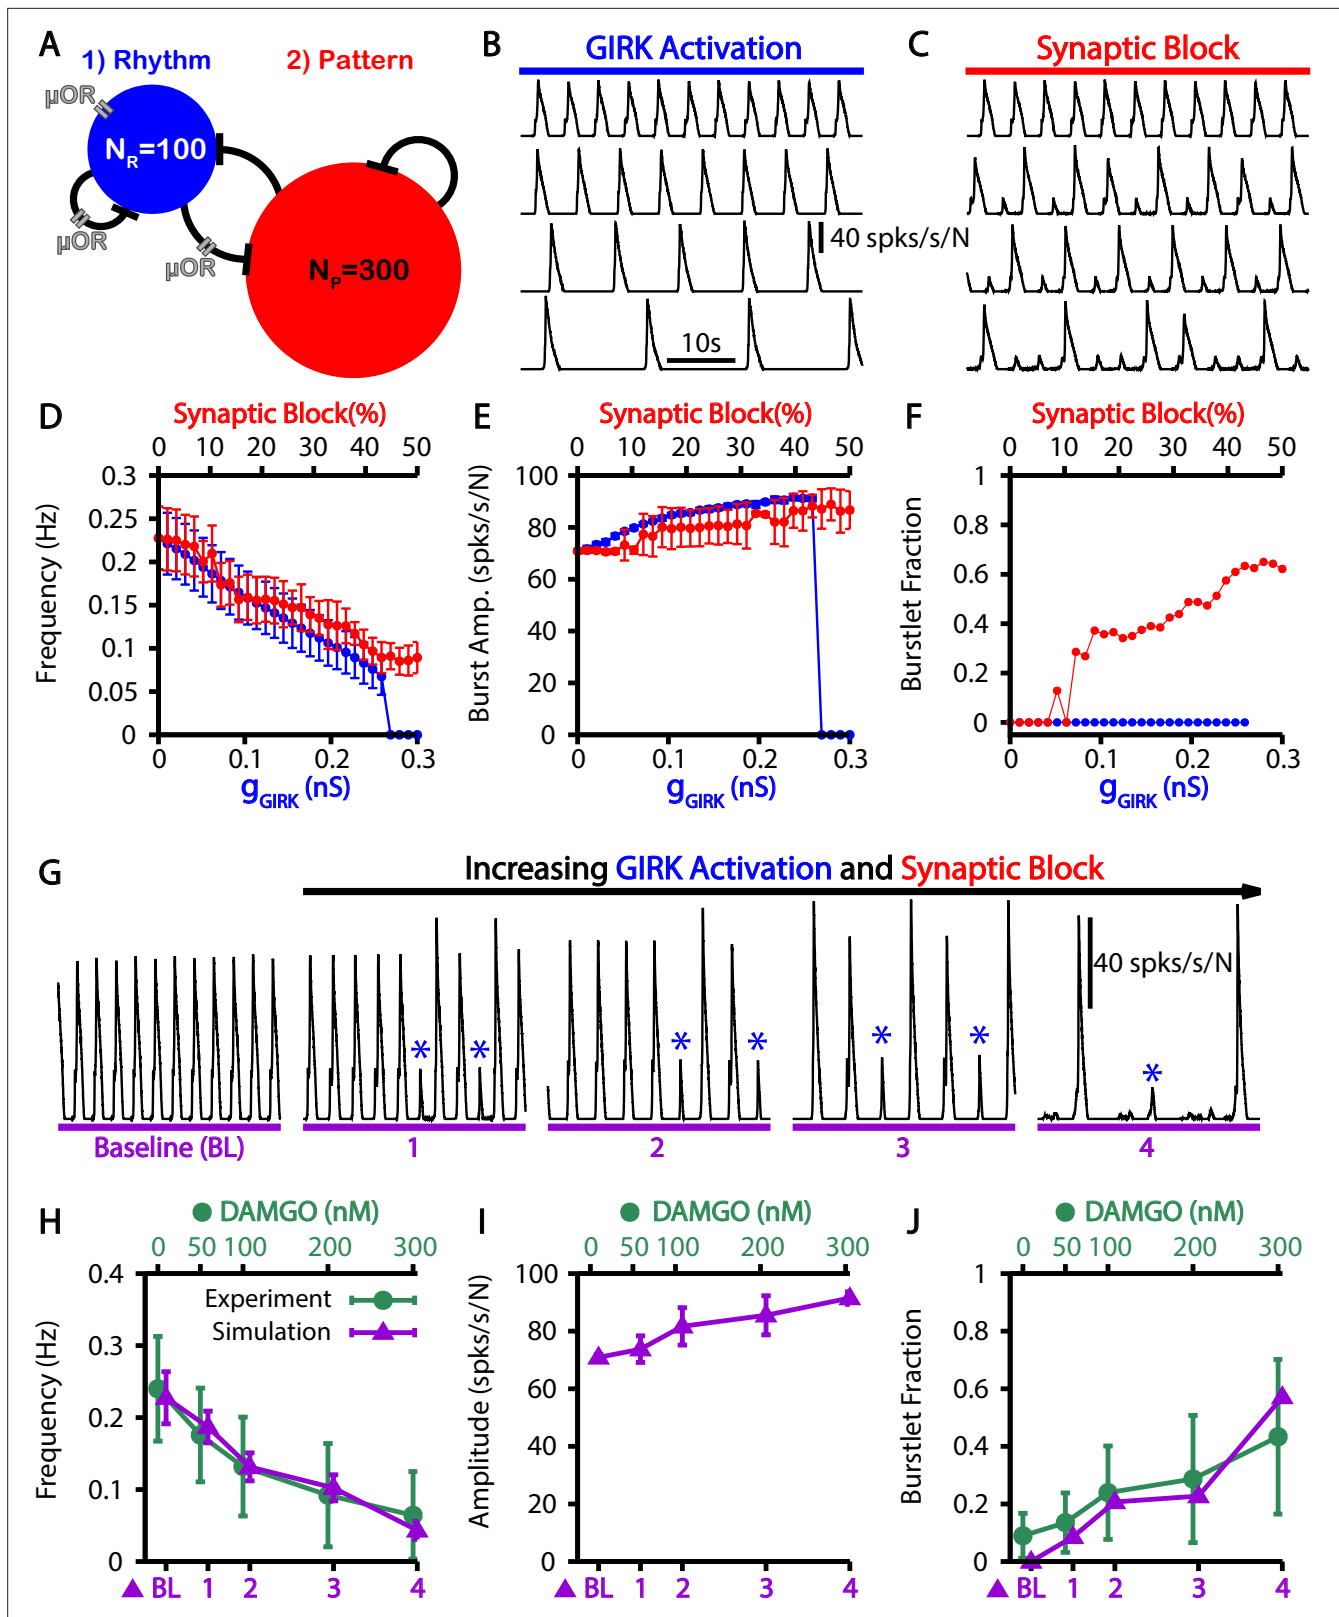 A
1) Rhythm
2) Pattern
μOR
N_R=100
μOR
μOR
N_P=300
B
GIRK Activation
40 spks/s/N
10s
C
Synaptic Block
D
Synaptic Block(%)
0 10 20 30 40 50
Frequency (Hz)
0.3
0.25
0.2
0.15
0.1
0.05
0
0 0.1 0.2 0.3
g_GIRK (nS)
E
Synaptic Block(%)
0 10 20 30 40 50
Burst Amp. (spks/s/N)
100
80
60
40
20
0
0 0.1 0.2 0.3
g_GIRK (nS)
F
Synaptic Block(%)
0 10 20 30 40 50
Burstlet Fraction
1
0.8
0.6
0.4
0.2
0
0 0.1 0.2 0.3
g_GIRK (nS)
G
Increasing GIRK Activation and Synaptic Block
* * * * * * *
40 spks/s/N
Baseline (BL) 1 2 3 4
H
DAMGO (nM)
0 50 100 200 300
Frequency (Hz)
0.4
0.3
0.2
0.1
0
Experiment
Simulation
BL 1 2 3 4
I
DAMGO (nM)
0 50 100 200 300
Amplitude (spks/s/N)
100
80
60
40
20
0
BL 1 2 3 4
J
DAMGO (nM)
0 50 100 200 300
Burstlet Fraction
1
0.8
0.6
0.4
0.2
0
BL 1 2 3 4